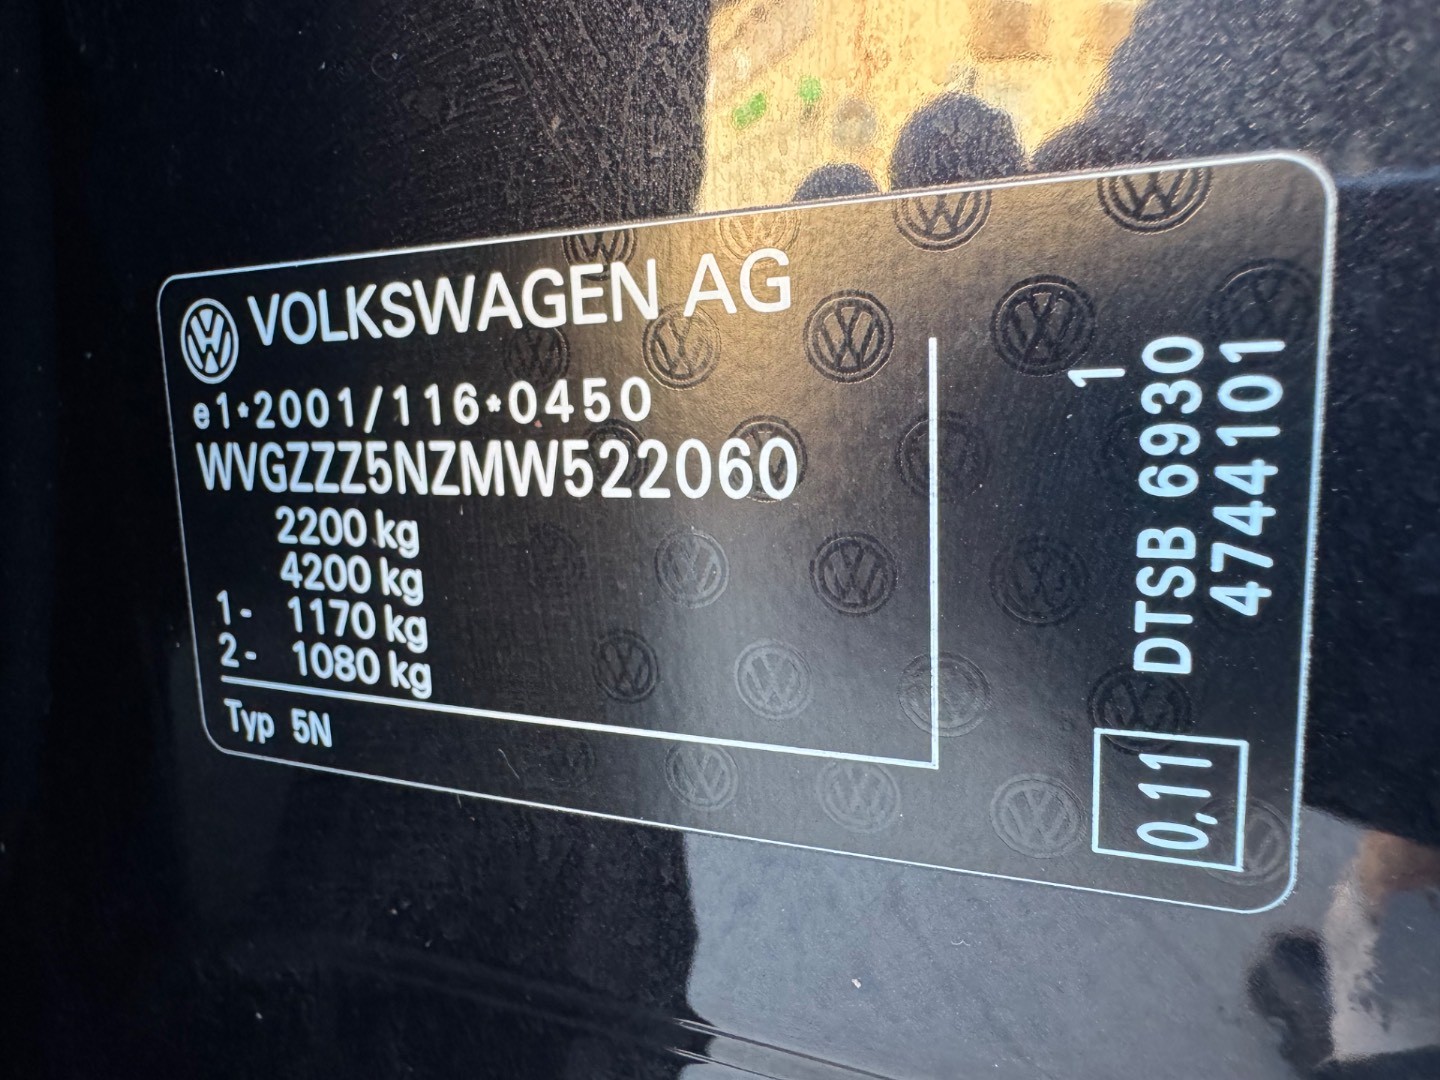 VOLKSWAGEN AG
e1*2001/116*0450
WVGZZZ5NZMW522060
2200 kg
4200 kg
1- 1170 kg
2- 1080 kg
Typ 5N
1
DTSB 6930
4744101
0,11